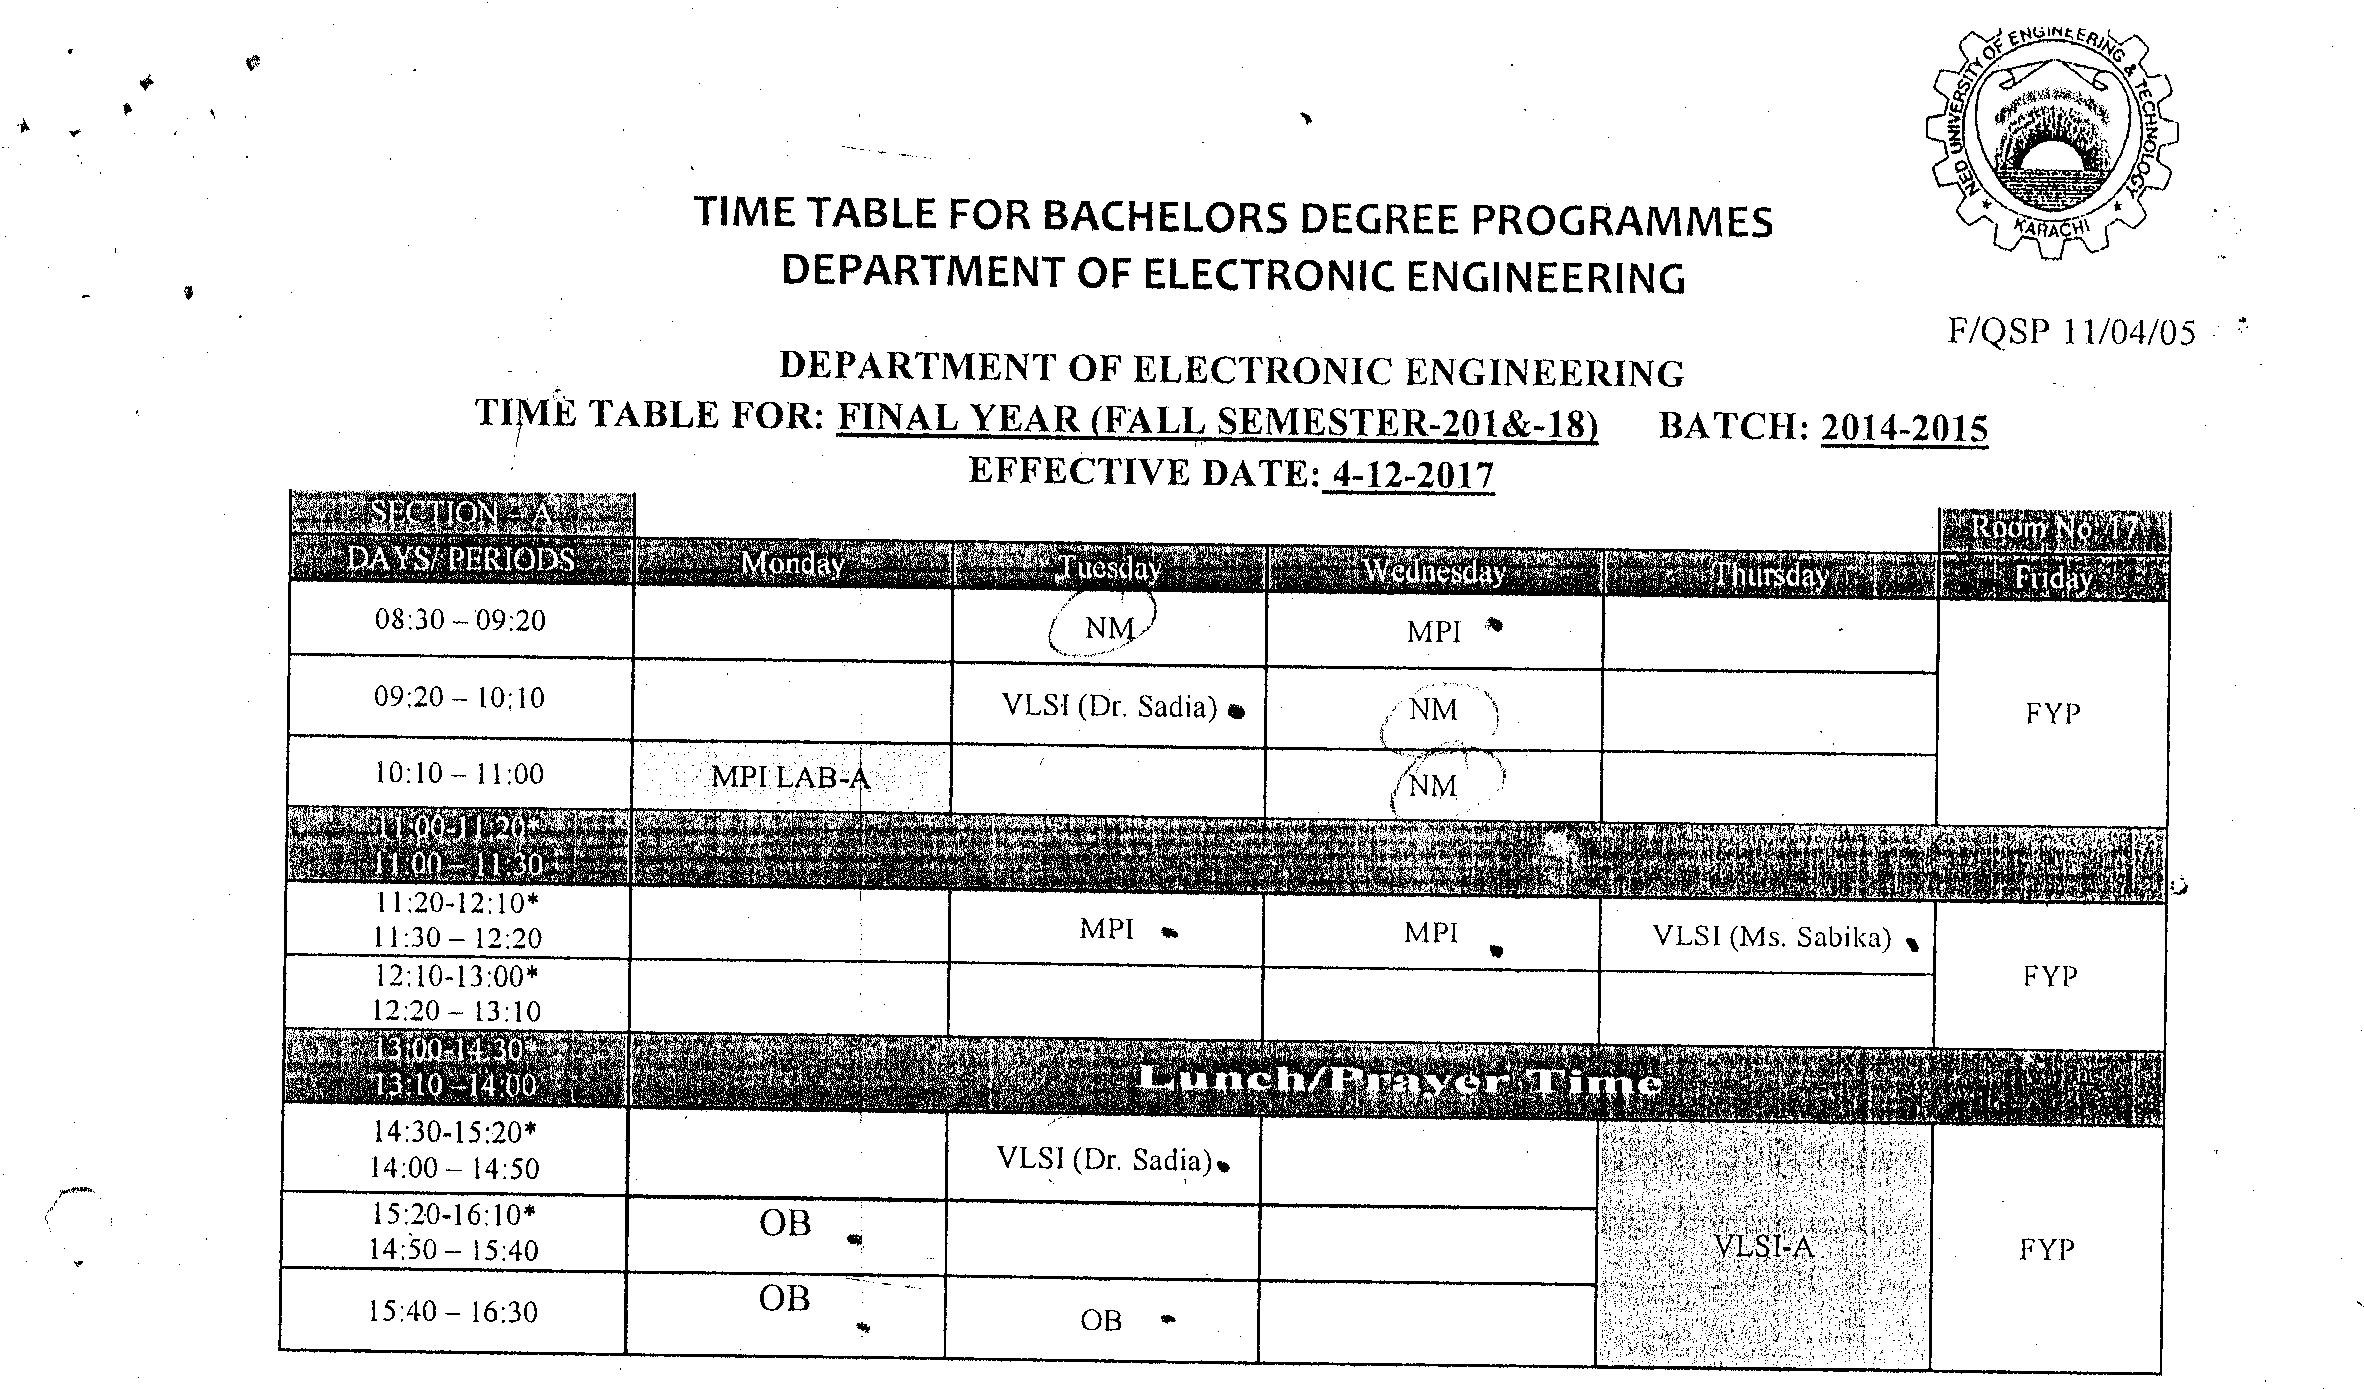 NED UNIVERSITY OF ENGINEERING & TECHNOLOGY
KARACHI
TIME TABLE FOR BACHELORS DEGREE PROGRAMMES
DEPARTMENT OF ELECTRONIC ENGINEERING
F/QSP 11/04/05
DEPARTMENT OF ELECTRONIC ENGINEERING
TIME TABLE FOR: FINAL YEAR (FALL SEMESTER-201&-18) BATCH: 2014-2015
EFFECTIVE DATE: 4-12-2017
SECTION – A Room No. 17
DAYS/ PERIODS Monday Tuesday Wednesday Thursday Friday
08:30 – 09:20 NM MPI
09:20 – 10:10 VLSI (Dr. Sadia) NM FYP
10:10 – 11:00 MPI LAB-A NM
11:00-11:20*
11:00 – 11:30
11:20-12:10*
11:30 – 12:20 MPI MPI VLSI (Ms. Sabika)
12:10-13:00* FYP
12:20 – 13:10
13:00-14:30*
13:10 –14:00 Lunch/Prayer Time
14:30-15:20*
14:00 – 14:50 VLSI (Dr. Sadia)
15:20-16:10* OB
14:50 – 15:40 VLSI-A FYP
15:40 – 16:30 OB OB